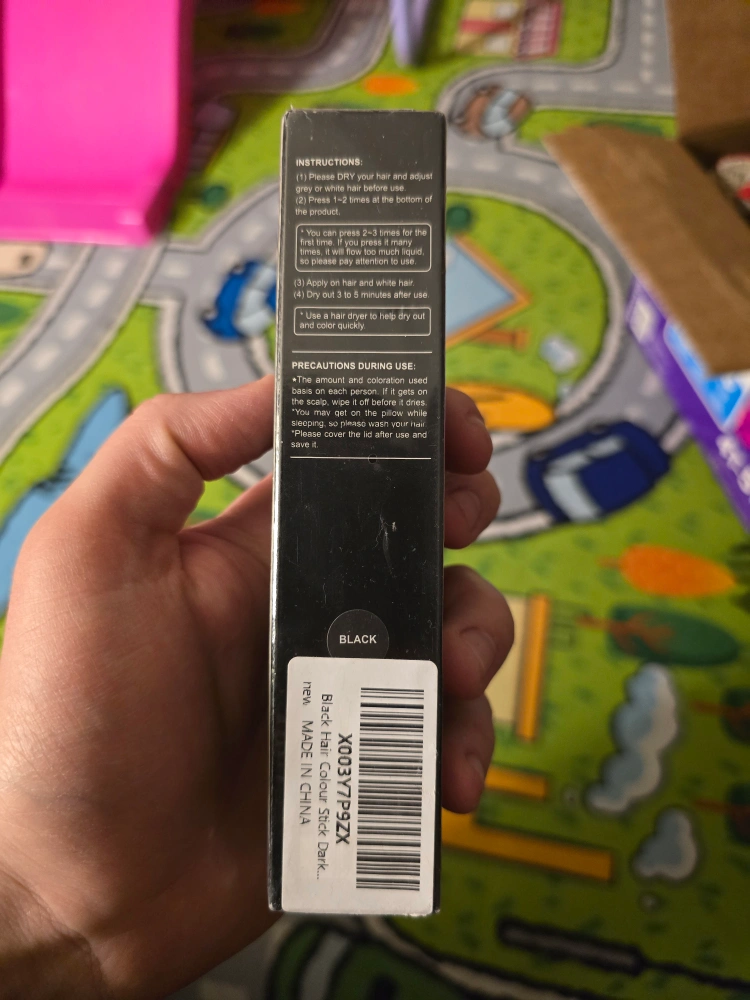 INSTRUCTIONS:
(1) Please DRY your hair and adjust
grey or white hair before use.
(2) Press 1~2 times at the bottom of
the product.
* You can press 2~3 times for the
first time. If you press it many
times, it will flow too much liquid,
so please pay attention to use.
(3) Apply on hair and white hair.
(4) Dry out 3 to 5 minutes after use.
* Use a hair dryer to help dry out
and color quickly.
PRECAUTIONS DURING USE:
*The amount and coloration used
basis on each person. If it gets on
the scalp, wipe it off before it dries.
*You may get on the pillow while
sleeping, so please wash your hair.
*Please cover the lid after use and
save it.
BLACK
X003Y7P9ZX
Black Hair Colour Stick Dark...
new MADE IN CHINA